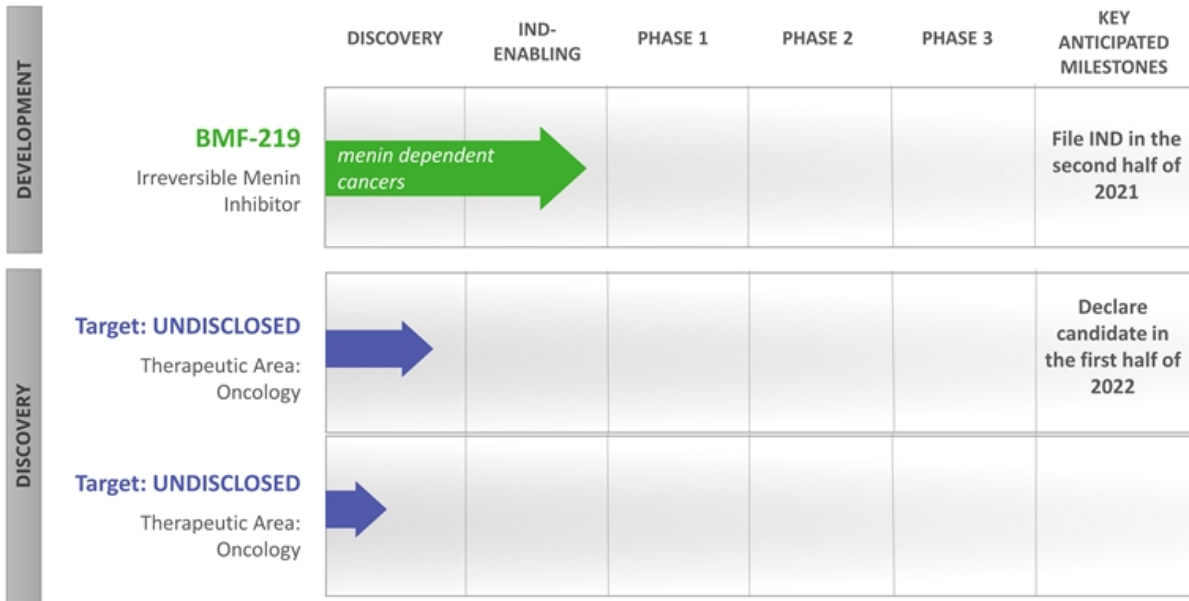 DISCOVERY
IND-
ENABLING
PHASE 1
PHASE 2
PHASE 3
KEY
ANTICIPATED
MILESTONES
DEVELOPMENT
BMF-219
Irreversible Menin
Inhibitor
menin dependent
cancers
File IND in the
second half of
2021
DISCOVERY
Target: UNDISCLOSED
Therapeutic Area:
Oncology
Declare
candidate in
the first half of
2022
Target: UNDISCLOSED
Therapeutic Area:
Oncology